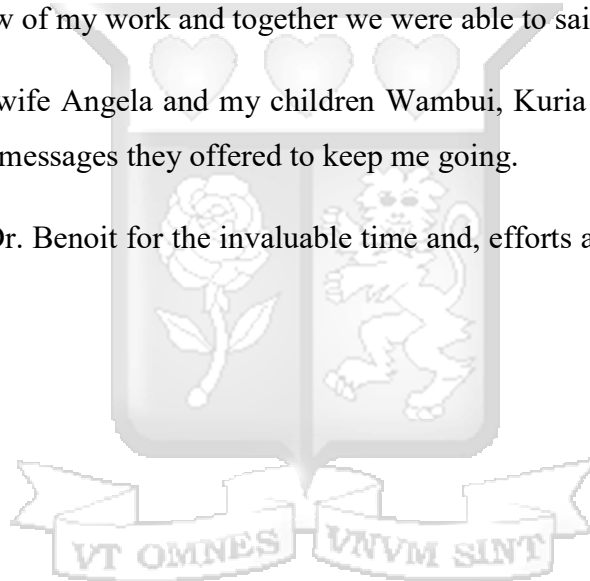 w of my work and together we were able to sai
wife Angela and my children Wambui, Kuria
messages they offered to keep me going.
Dr. Benoit for the invaluable time and, efforts a
VT OMNES VNVM SINT